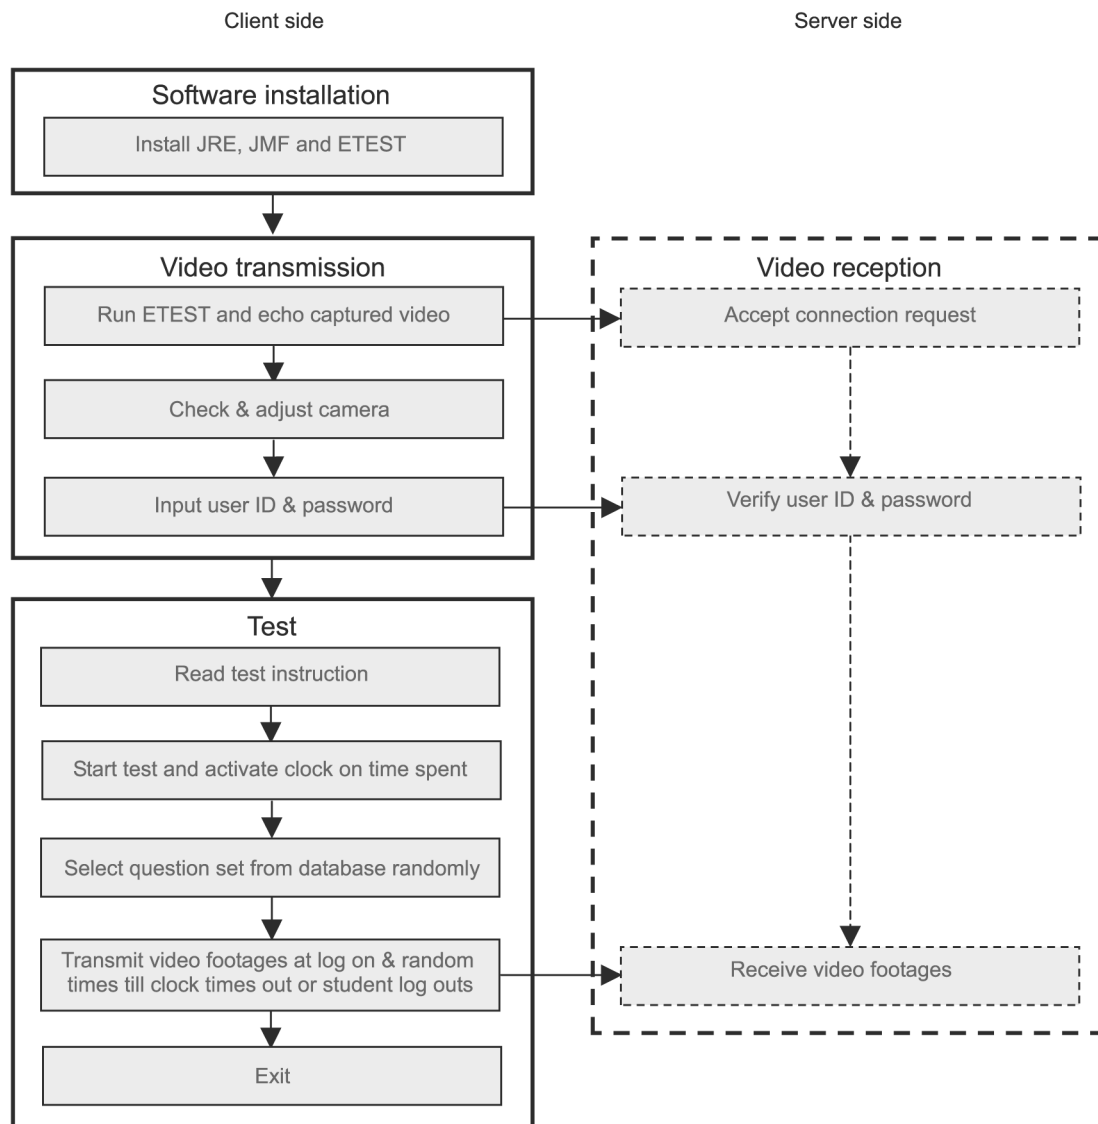 Client side
Server side
Software installation
Install JRE, JMF and ETEST
Video transmission
Run ETEST and echo captured video
Check & adjust camera
Input user ID & password
Video reception
Accept connection request
Verify user ID & password
Receive video footages
Test
Read test instruction
Start test and activate clock on time spent
Select question set from database randomly
Transmit video footages at log on & random
times till clock times out or student log outs
Exit